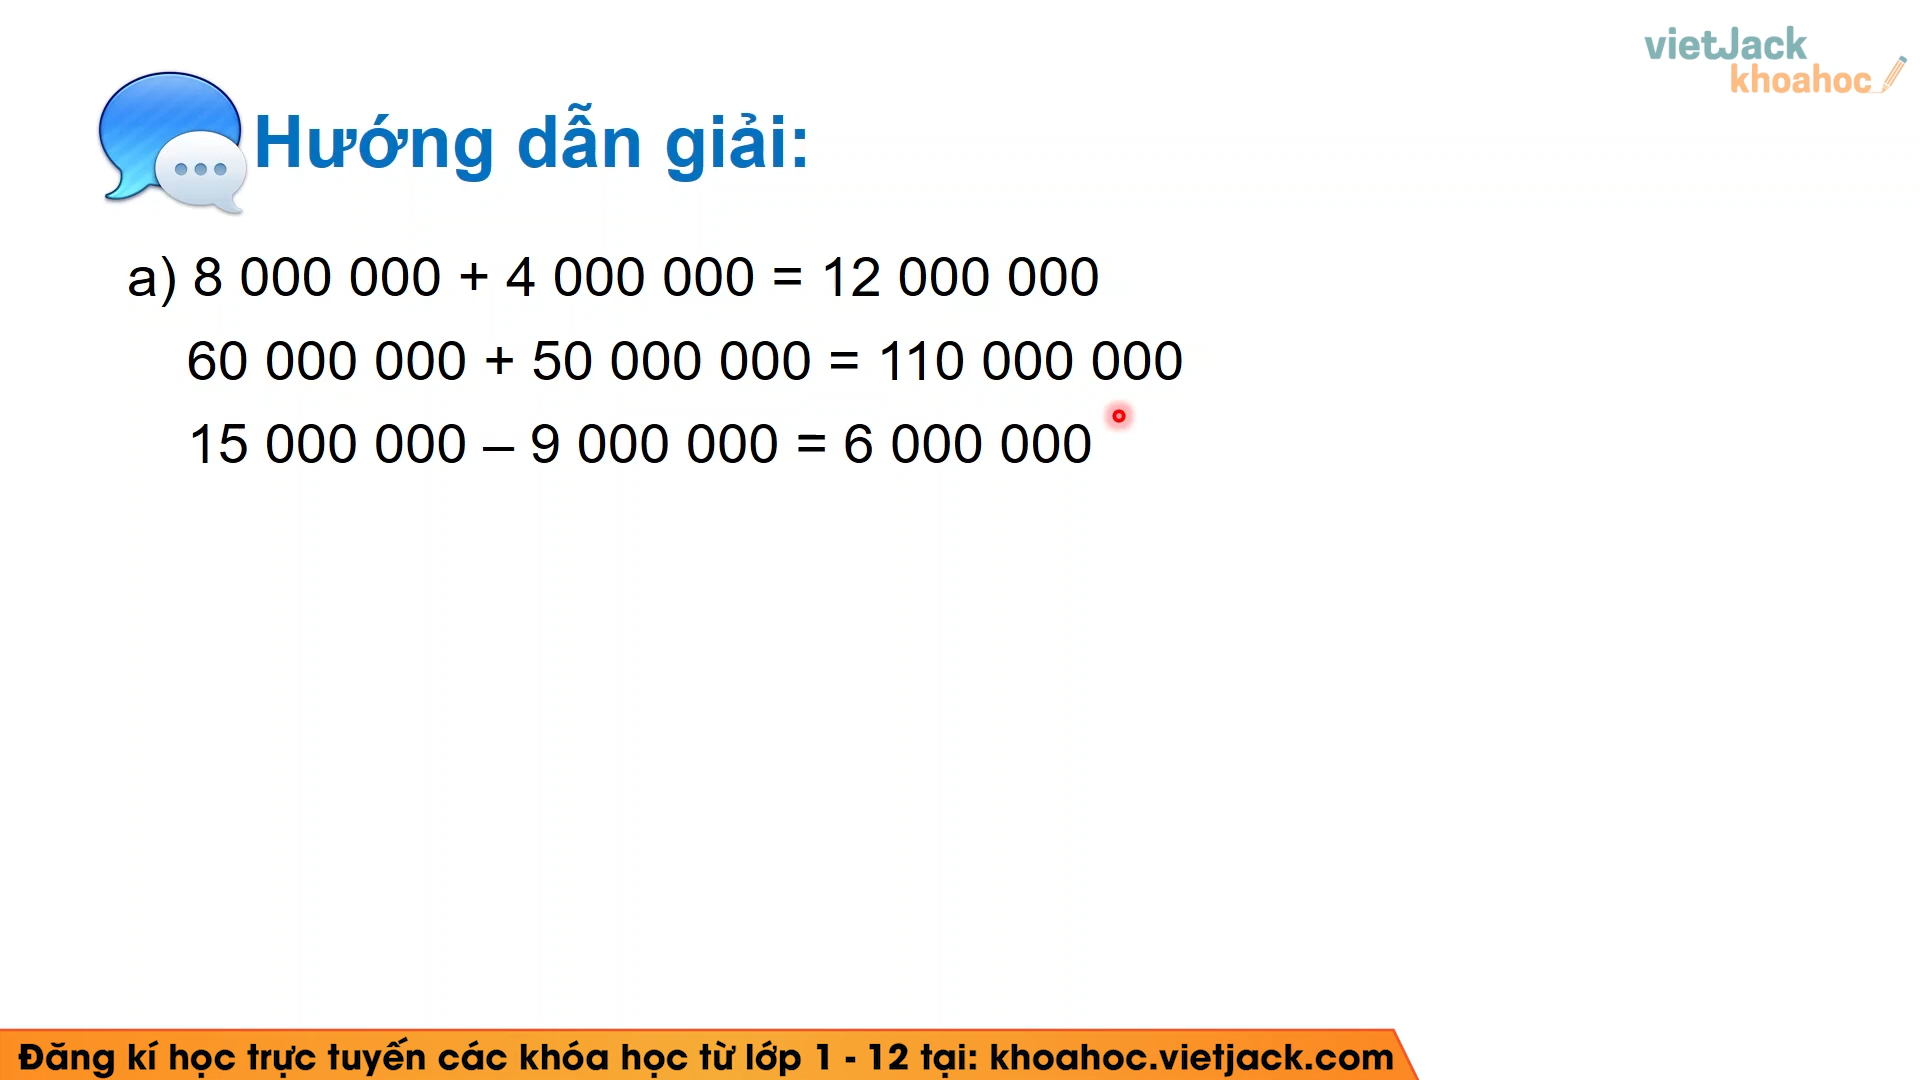 vietJack
khoahoc
Hướng dẫn giải:
a) 8 000 000 + 4 000 000 = 12 000 000
60 000 000 + 50 000 000 = 110 000 000
15 000 000 – 9 000 000 = 6 000 000
Đăng kí học trực tuyến các khóa học từ lớp 1 - 12 tại: khoahoc.vietjack.com